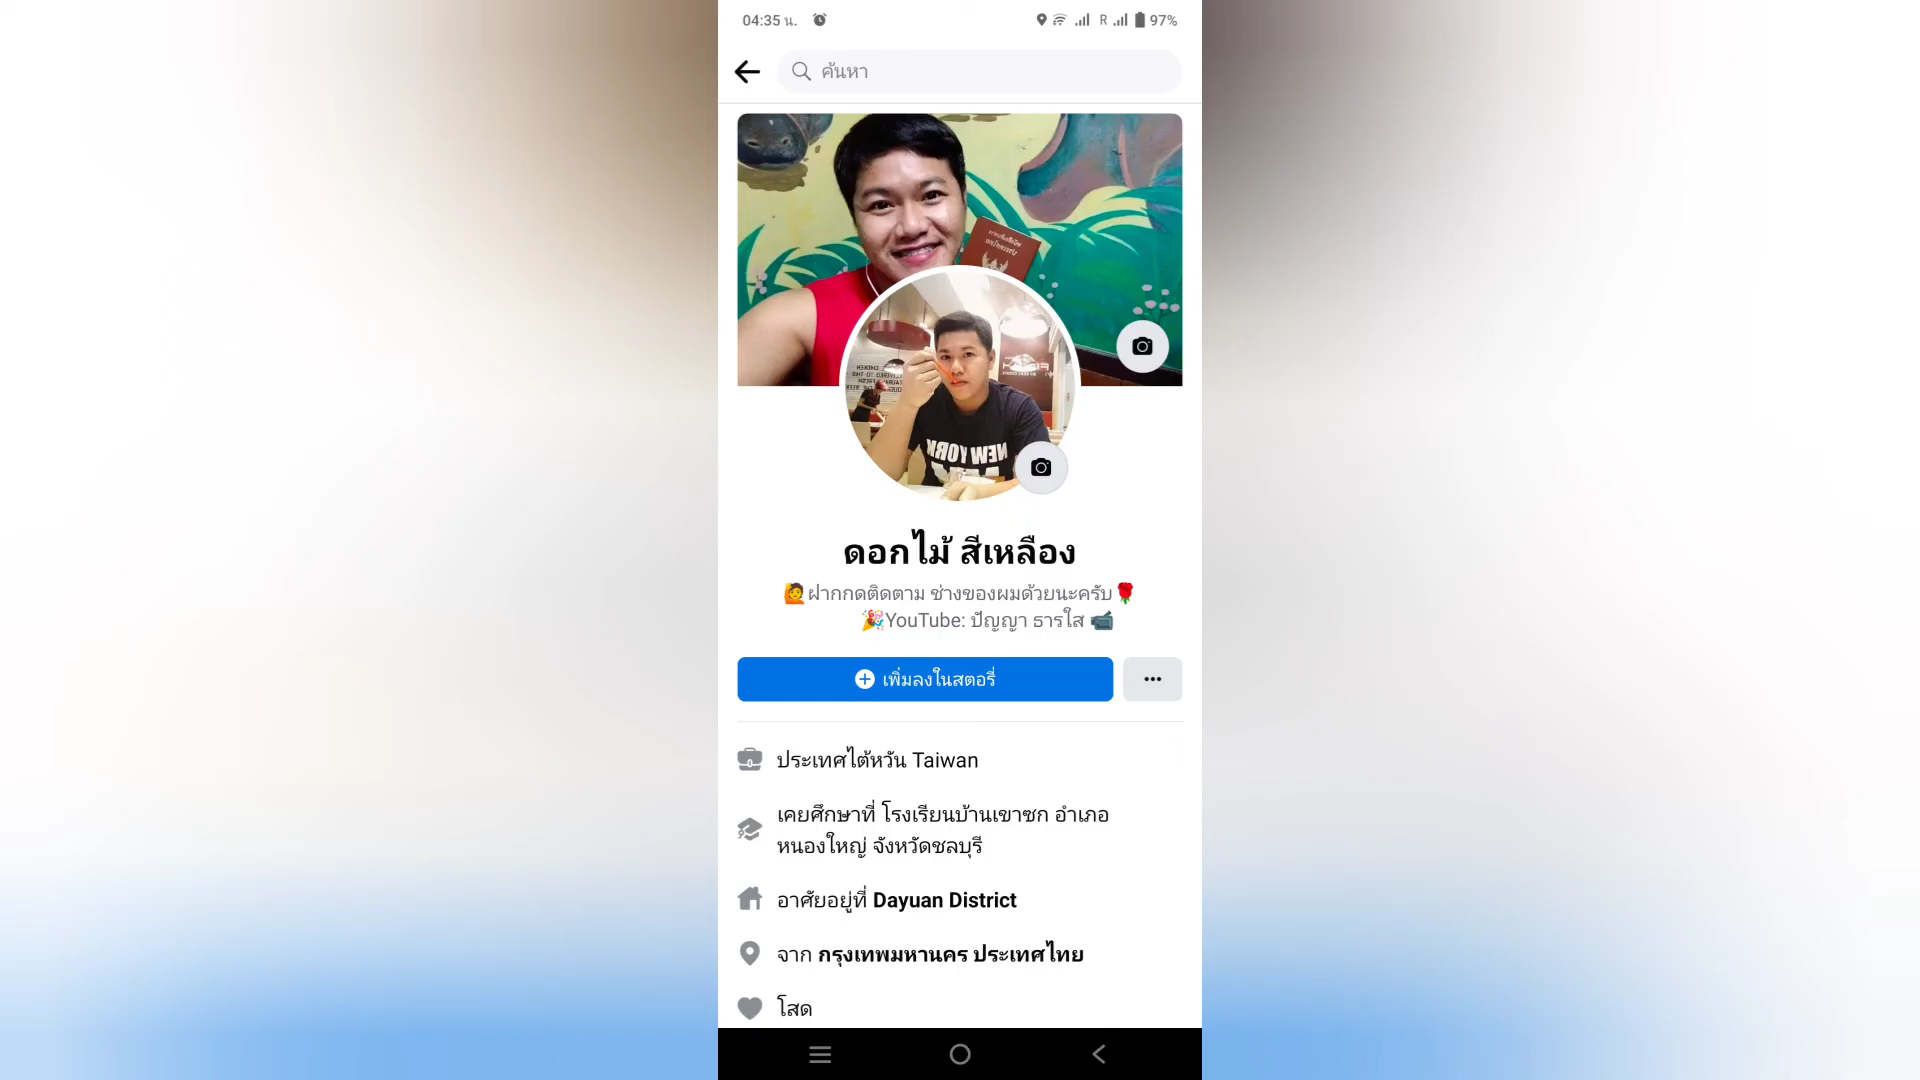 04:35 น.
R 97%
ค้นหา
ดอกไม้ สีเหลือง
🙋ฝากกดติดตาม ช่างของผมด้วยนะครับ🌹
🎉YouTube: ปัญญา ธารใส 📹
เพิ่มลงในสตอรี่
ประเทศไต้หวัน Taiwan
เคยศึกษาที่ โรงเรียนบ้านเขาซก อำเภอ
หนองใหญ่ จังหวัดชลบุรี
อาศัยอยู่ที่ Dayuan District
จาก กรุงเทพมหานคร ประเทศไทย
โสด
NEW YORK